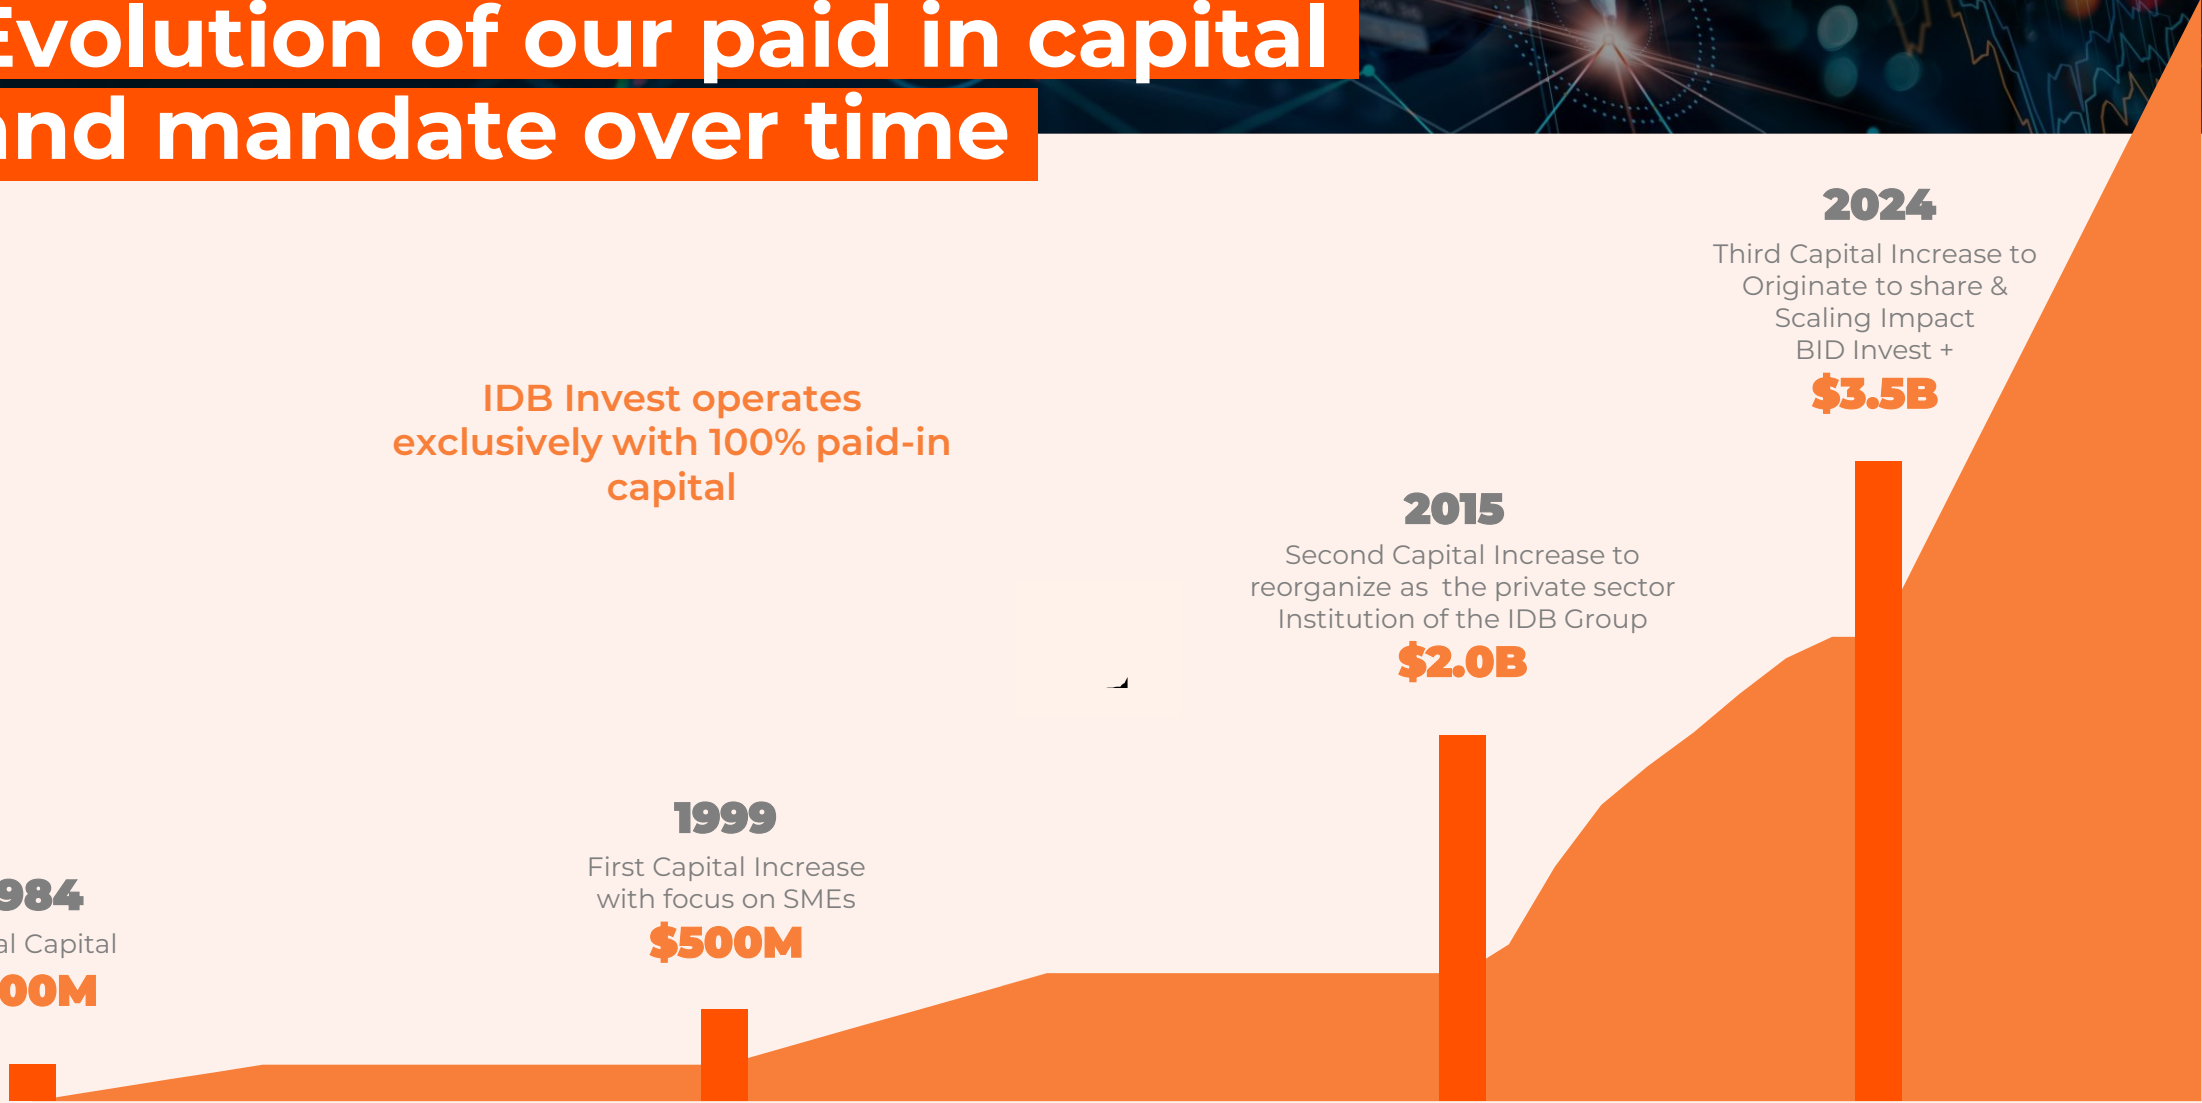 Evolution of our paid in capital
and mandate over time
2024
Third Capital Increase to
Originate to share &
Scaling Impact
BID Invest +
$3.5B
IDB Invest operates
exclusively with 100% paid-in
capital
2015
Second Capital Increase to
reorganize as  the private sector
Institution of the IDB Group
$2.0B
1999
First Capital Increase
with focus on SMEs
$500M
984
al Capital
00M